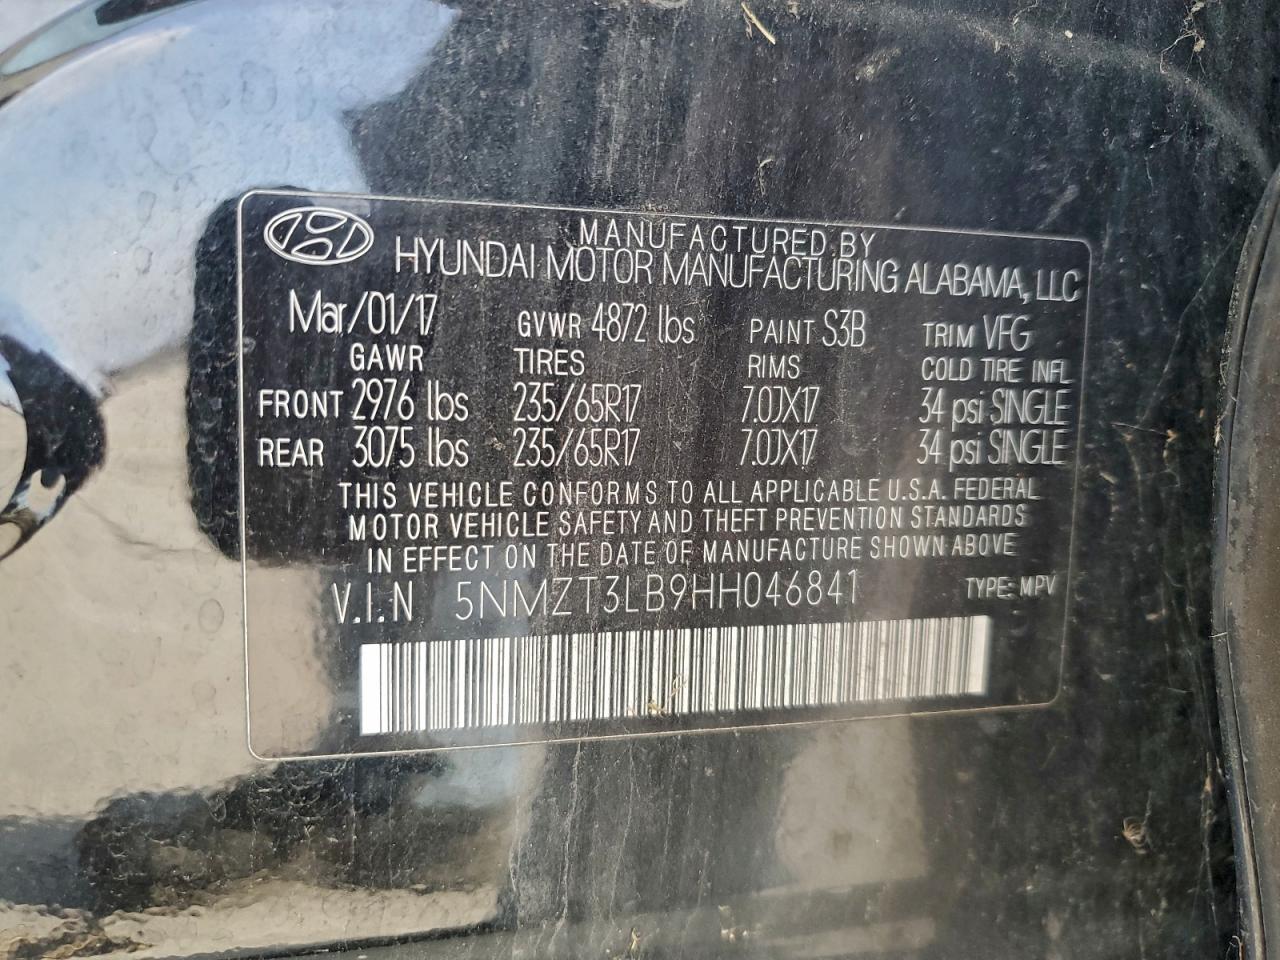 MANUFACTURED BY
HYUNDAI MOTOR MANUFACTURING ALABAMA, LLC
Mar/01/17 GVWR 4872 lbs PAINT S3B TRIM VFG
GAWR TIRES RIMS COLD TIRE INFL
FRONT 2976 lbs 235/65R17 7.0JX17 34 psi SINGLE
REAR 3075 lbs 235/65R17 7.0JX17 34 psi SINGLE
THIS VEHICLE CONFORMS TO ALL APPLICABLE U.S.A. FEDERAL
MOTOR VEHICLE SAFETY AND THEFT PREVENTION STANDARDS
IN EFFECT ON THE DATE OF MANUFACTURE SHOWN ABOVE
V.I.N 5NMZT3LB9HH046841 TYPE: MPV